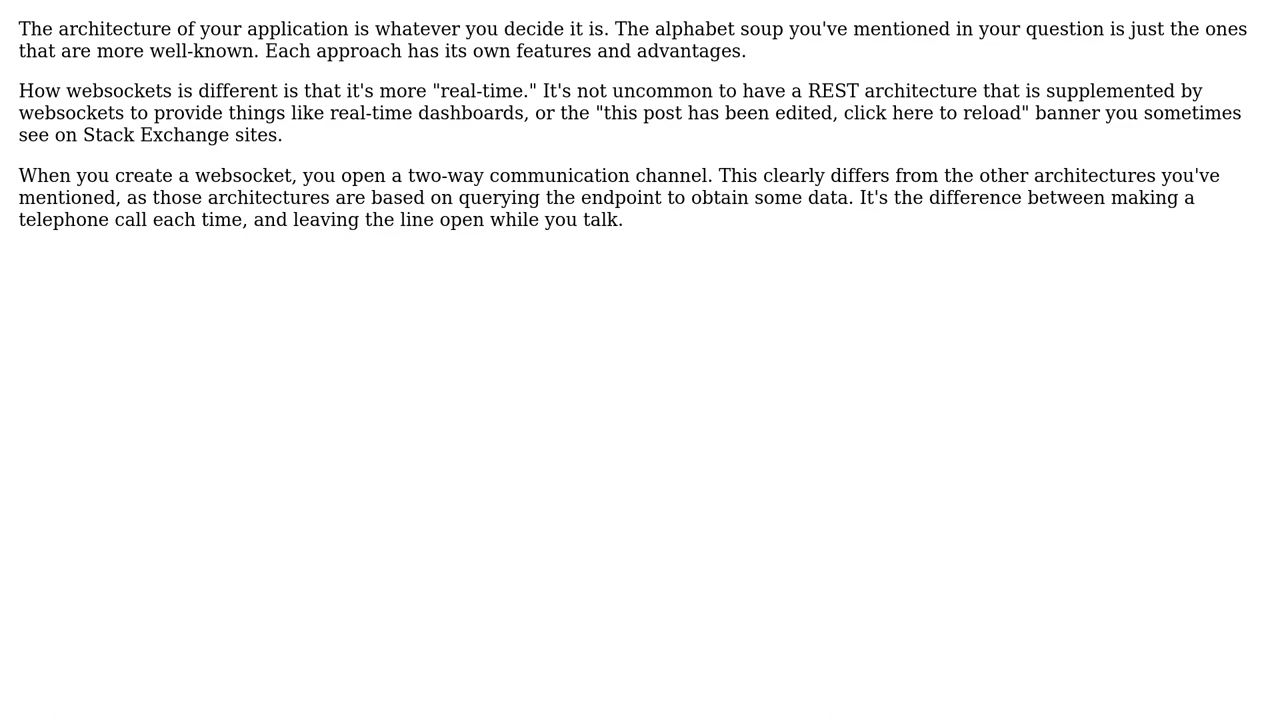 The architecture of your application is whatever you decide it is. The alphabet soup you've mentioned in your question is just the ones
that are more well-known. Each approach has its own features and advantages.
How websockets is different is that it's more "real-time." It's not uncommon to have a REST architecture that is supplemented by
websockets to provide things like real-time dashboards, or the "this post has been edited, click here to reload" banner you sometimes
see on Stack Exchange sites.
When you create a websocket, you open a two-way communication channel. This clearly differs from the other architectures you've
mentioned, as those architectures are based on querying the endpoint to obtain some data. It's the difference between making a
telephone call each time, and leaving the line open while you talk.